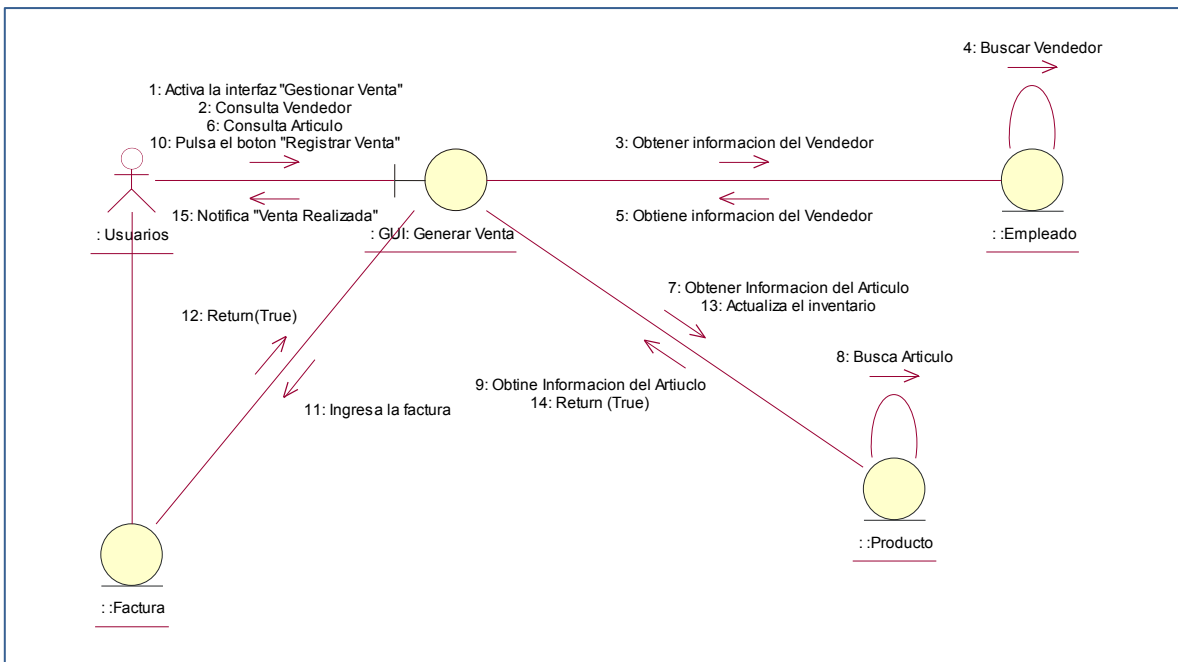 4: Buscar Vendedor
1: Activa la interfaz "Gestionar Venta"
2: Consulta Vendedor
6: Consulta Articulo
10: Pulsa el boton "Registrar Venta"
3: Obtener informacion del Vendedor
15: Notifica "Venta Realizada"
5: Obtiene informacion del Vendedor
: Usuarios
: GUI: Generar Venta
: :Empleado
7: Obtener Informacion del Articulo
13: Actualiza el inventario
12: Return(True)
8: Busca Articulo
9: Obtine Informacion del Artiuclo
14: Return (True)
11: Ingresa la factura
: :Producto
: :Factura